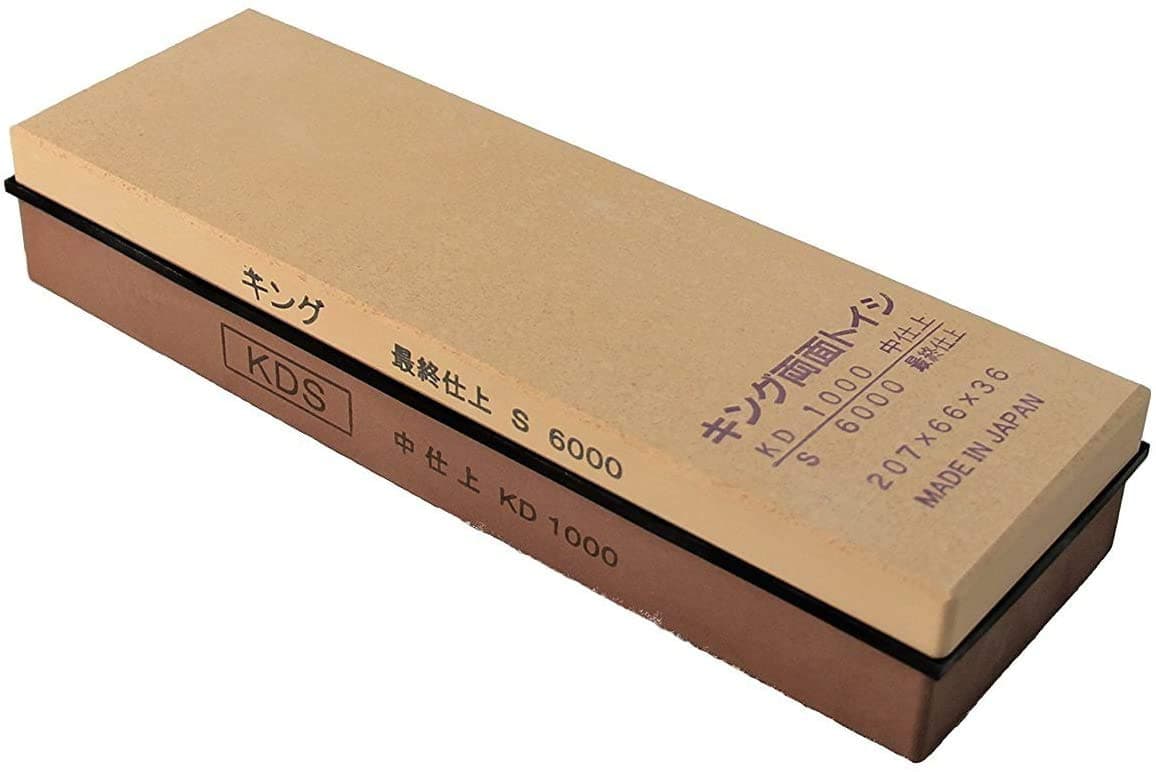 キング両面トイシ
KD 1000 中仕上
S 6000 最終仕上
207×66×36
MADE IN JAPAN
キング 最終仕上 S 6000
KDS 中仕上 KD 1000